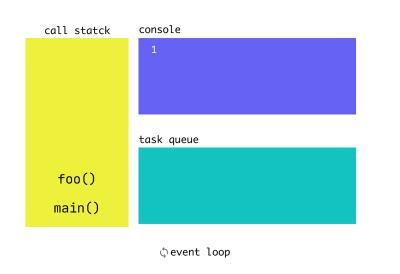 call statck
console
1
task queue
foo()
main()
event loop